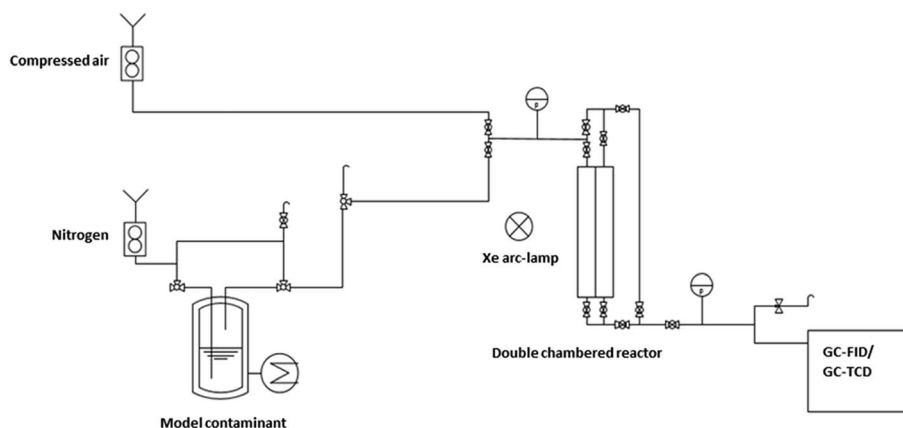 Compressed air
p
Nitrogen
Xe arc-lamp
p
Double chambered reactor
GC-FID/
GC-TCD
Model contaminant